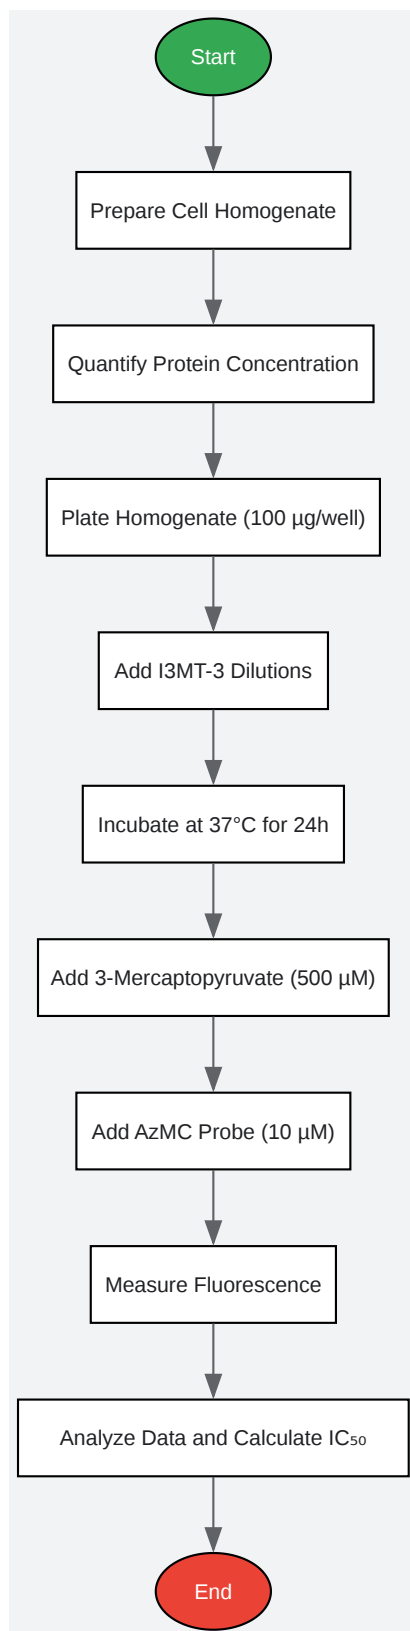 Start
Prepare Cell Homogenate
Quantify Protein Concentration
Plate Homogenate (100 µg/well)
Add I3MT-3 Dilutions
Incubate at 37°C for 24h
Add 3-Mercaptopyruvate (500 µM)
Add AzMC Probe (10 µM)
Measure Fluorescence
Analyze Data and Calculate IC₅₀
End